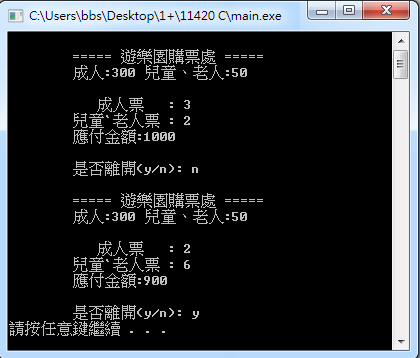 C:\Users\bbs\Desktop\1+\11420 C\main.exe
===== 遊樂園購票處 =====
成人:300 兒童、老人:50
成人票 : 3
兒童`老人票 : 2
應付金額:1000
是否離開(y/n): n
===== 遊樂園購票處 =====
成人:300 兒童、老人:50
成人票 : 2
兒童`老人票 : 6
應付金額:900
是否離開(y/n): y
請按任意鍵繼續 . . .